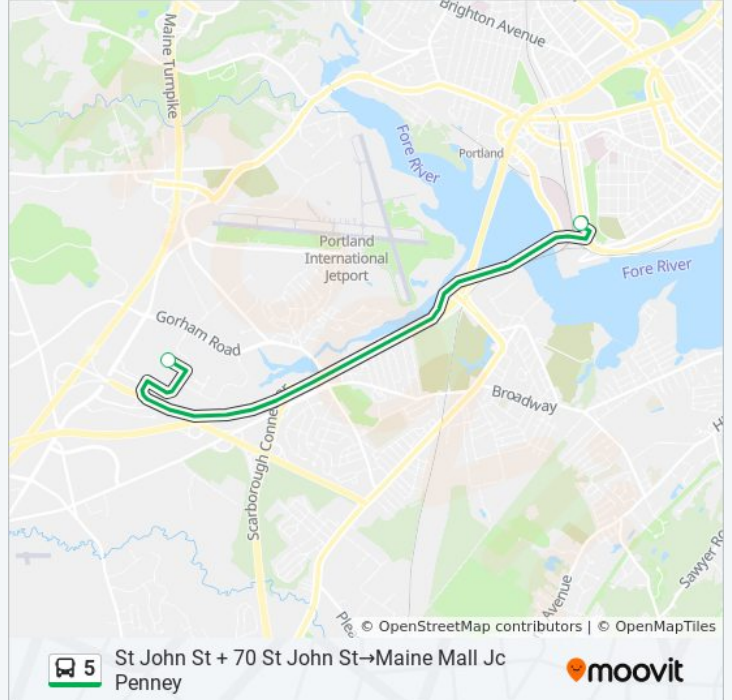 Brighton Avenue
Maine Turnpike
Fore River
Portland
Portland
International
Jetport
Fore River
Gorham Road
Broadway
Scarborough Connector
Avenue
© OpenStreetMap contributors | © OpenMapTiles
5
St John St + 70 St John St→Maine Mall Jc
Penney
moovit